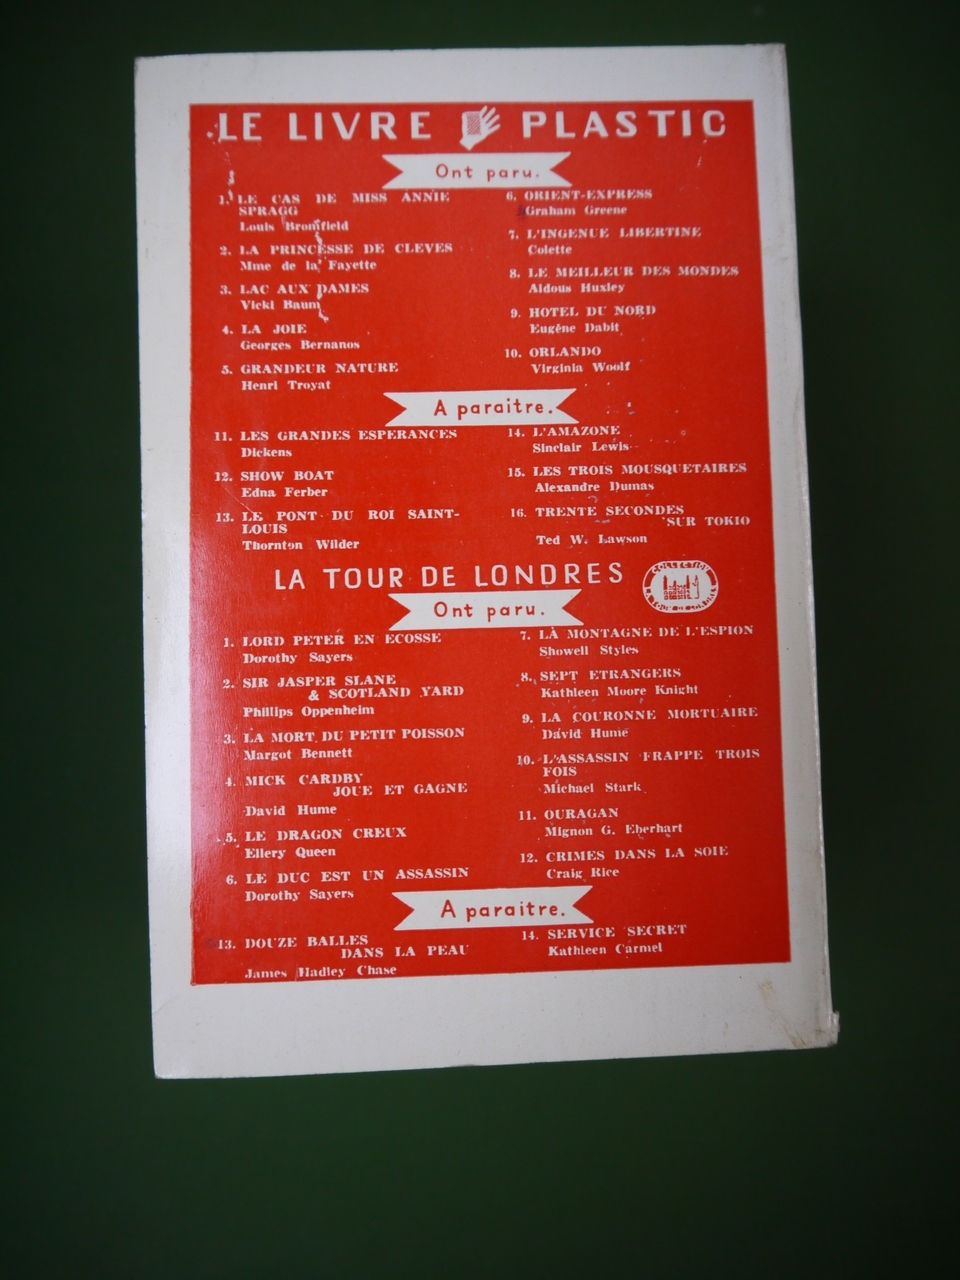 LE LIVRE PLASTIC
Ont paru.
1. LE CAS DE MISS ANNIE
SPRAGG
Louis Bromfield
2. LA PRINCESSE DE CLEVES
Mme de la Fayette
3. LAC AUX DAMES
Vicki Baum
4. LA JOIE
Georges Bernanos
5. GRANDEUR NATURE
Henri Troyat
6. ORIENT-EXPRESS
Graham Greene
7. L'INGENUE LIBERTINE
Colette
8. LE MEILLEUR DES MONDES
Aldous Huxley
9. HOTEL DU NORD
Eugéne Dabit
10. ORLANDO
Virginia Woolf
A paraitre.
11. LES GRANDES ESPERANCES
Dickens
12. SHOW BOAT
Edna Ferber
13. LE PONT DU ROI SAINT-
LOUIS
Thornton Wilder
14. L'AMAZONE
Sinclair Lewis
15. LES TROIS MOUSQUETAIRES
Alexandre Dumas
16. TRENTE SECONDES
SUR TOKIO
Ted W. Lawson
LA TOUR DE LONDRES
COLLECTION
LA TOUR DE LONDRES
Ont paru.
1. LORD PETER EN ECOSSE
Dorothy Sayers
2. SIR JASPER SLANE
& SCOTLAND YARD
Phillips Oppenheim
3. LA MORT DU PETIT POISSON
Margot Bennett
4. MICK CARDBY
JOUE ET GAGNE
David Hume
5. LE DRAGON CREUX
Ellery Queen
6. LE DUC EST UN ASSASSIN
Dorothy Sayers
7. LA MONTAGNE DE L'ESPION
Showell Styles
8. SEPT ETRANGERS
Kathleen Moore Knight
9. LA COURONNE MORTUAIRE
David Hume
10. L'ASSASSIN FRAPPE TROIS
FOIS
Michael Stark
11. OURAGAN
Mignon G. Eberhart
12. CRIMES DANS LA SOIE
Craig Rice
A paraitre.
13. DOUZE BALLES
DANS LA PEAU
James Hadley Chase
14. SERVICE SECRET
Kathleen Carmel